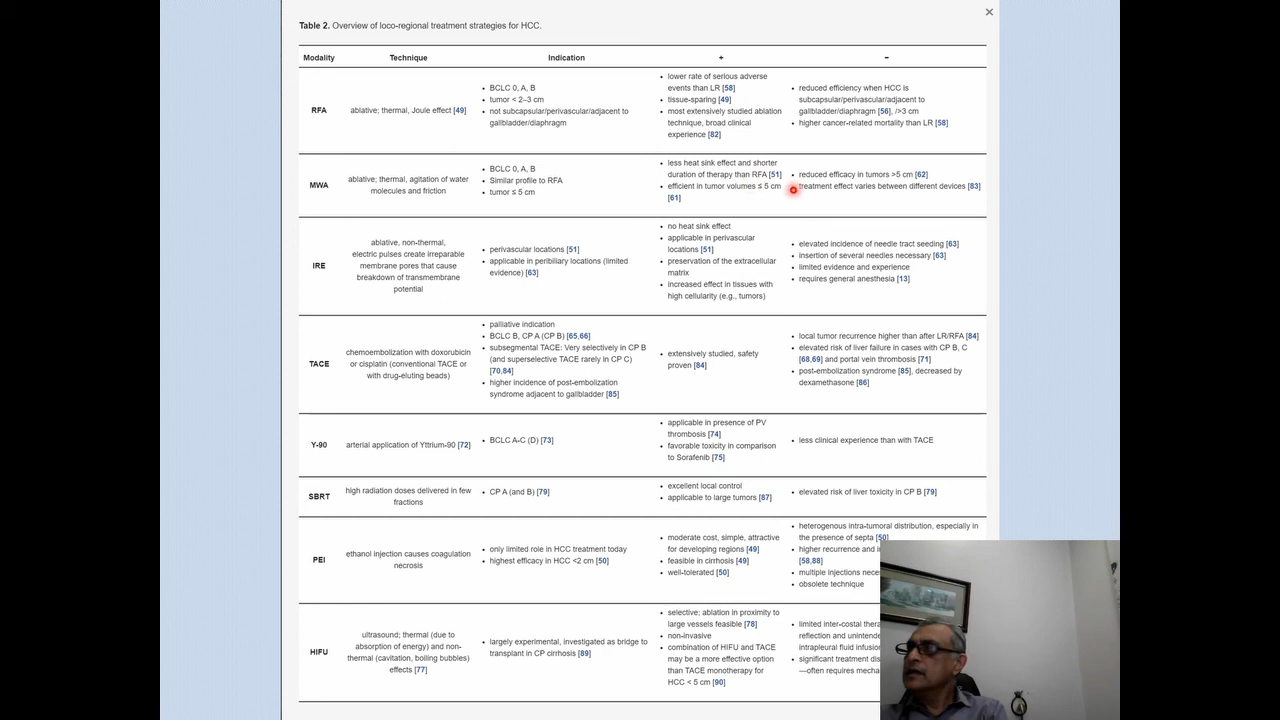 ×
Table 2. Overview of loco-regional treatment strategies for HCC.
Modality Technique Indication + −
RFA
ablative; thermal, Joule effect [49]
• BCLC 0, A, B
• tumor < 2–3 cm
• not subcapsular/perivascular/adjacent to
gallbladder/diaphragm
• lower rate of serious adverse
events than LR [58]
• tissue-sparing [49]
• most extensively studied ablation
technique, broad clinical
experience [82]
• reduced efficiency when HCC is
subcapsular/perivascular/adjacent to
gallbladder/diaphragm [56], />3 cm
• higher cancer-related mortality than LR [58]
MWA
ablative; thermal, agitation of water
molecules and friction
• BCLC 0, A, B
• Similar profile to RFA
• tumor ≤ 5 cm
• less heat sink effect and shorter
duration of therapy than RFA [51]
• efficient in tumor volumes ≤ 5 cm
[61]
• reduced efficacy in tumors >5 cm [62]
treatment effect varies between different devices [83]
IRE
ablative, non-thermal,
electric pulses create irreparable
membrane pores that cause
breakdown of transmembrane
potential
• perivascular locations [51]
• applicable in peribiliary locations (limited
evidence) [63]
• no heat sink effect
• applicable in perivascular
locations [51]
• preservation of the extracellular
matrix
• increased effect in tissues with
high cellularity (e.g., tumors)
• elevated incidence of needle tract seeding [63]
• insertion of several needles necessary [63]
• limited evidence and experience
• requires general anesthesia [13]
TACE
chemoembolization with doxorubicin
or cisplatin (conventional TACE or
with drug-eluting beads)
• palliative indication
• BCLC B, CP A (CP B) [65,66]
• subsegmental TACE: Very selectively in CP B
(and superselective TACE rarely in CP C)
[70,84]
• higher incidence of post-embolization
syndrome adjacent to gallbladder [85]
• extensively studied, safety
proven [84]
• local tumor recurrence higher than after LR/RFA [84]
• elevated risk of liver failure in cases with CP B, C
[68,69] and portal vein thrombosis [71]
• post-embolization syndrome [85], decreased by
dexamethasone [86]
Y-90
arterial application of Yttrium-90 [72]
• BCLC A-C (D) [73]
• applicable in presence of PV
thrombosis [74]
• favorable toxicity in comparison
to Sorafenib [75]
• less clinical experience than with TACE
SBRT
high radiation doses delivered in few
fractions
• CP A (and B) [79]
• excellent local control
• applicable to large tumors [87]
• elevated risk of liver toxicity in CP B [79]
PEI
ethanol injection causes coagulation
necrosis
• only limited role in HCC treatment today
• highest efficacy in HCC <2 cm [50]
• moderate cost, simple, attractive
for developing regions [49]
• feasible in cirrhosis [49]
• well-tolerated [50]
• heterogenous intra-tumoral distribution, especially in
the presence of septa [50]
• higher recurrence and
[58,88]
• multiple injections
• obsolete technique
HIFU
ultrasound; thermal (due to
absorption of energy) and non-
thermal (cavitation, boiling bubbles)
effects [77]
• largely experimental, investigated as bridge to
transplant in CP cirrhosis [89]
• selective; ablation in proximity to
large vessels feasible [78]
• non-invasive
• combination of HIFU and TACE
may be a more effective option
than TACE monotherapy for
HCC < 5 cm [90]
• limited inter-costal
reflection and
intrapleural fluid
• significant treatment
—often requires